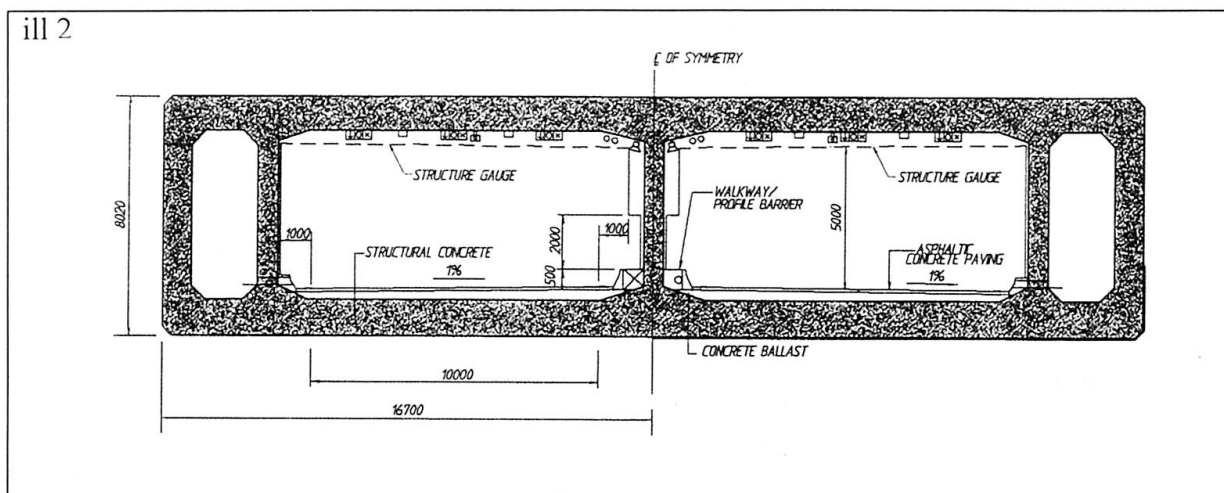 ill 2
℄ OF SYMMETRY
STRUCTURE GAUGE
STRUCTURE GAUGE
WALKWAY/
PROFILE BARRIER
8020
1000
2000
1000
5000
STRUCTURAL CONCRETE
1%
500
ASPHALTIC
CONCRETE PAVING
1%
CONCRETE BALLAST
10000
16700